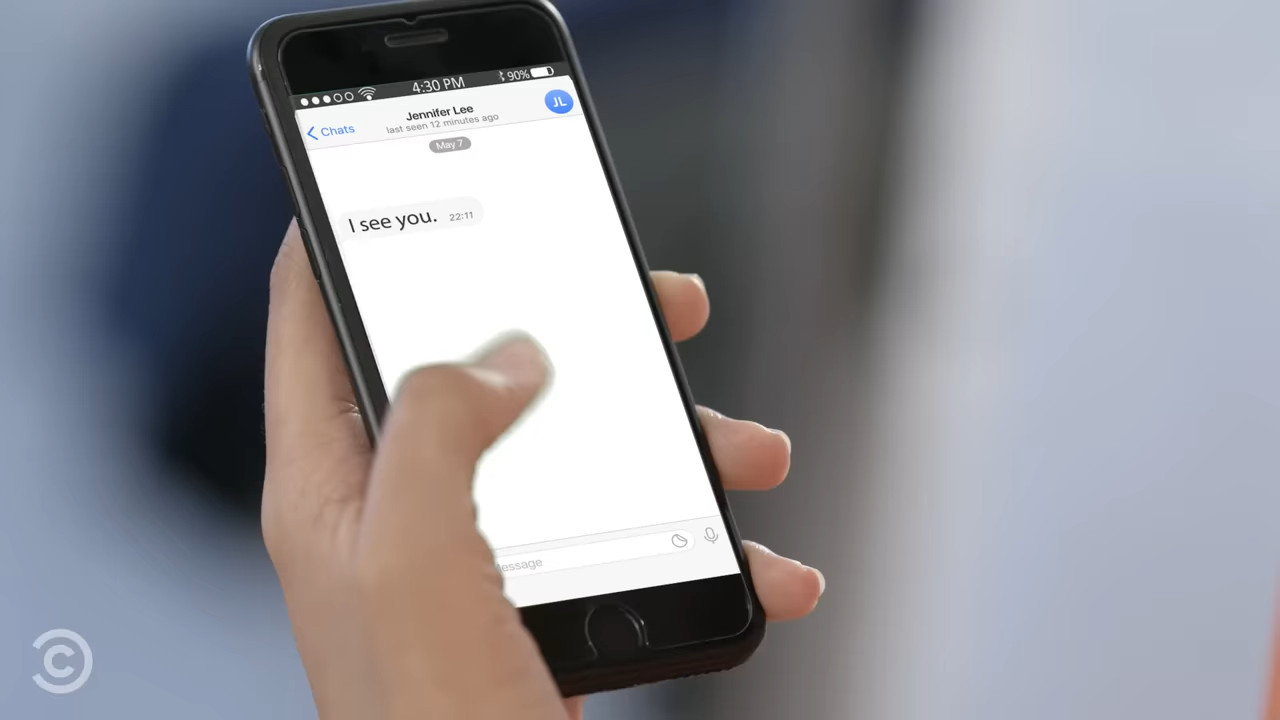 4:30 PM
90%
Chats
Jennifer Lee
last seen 12 minutes ago
JL
May 7
I see you. 22:11
essage